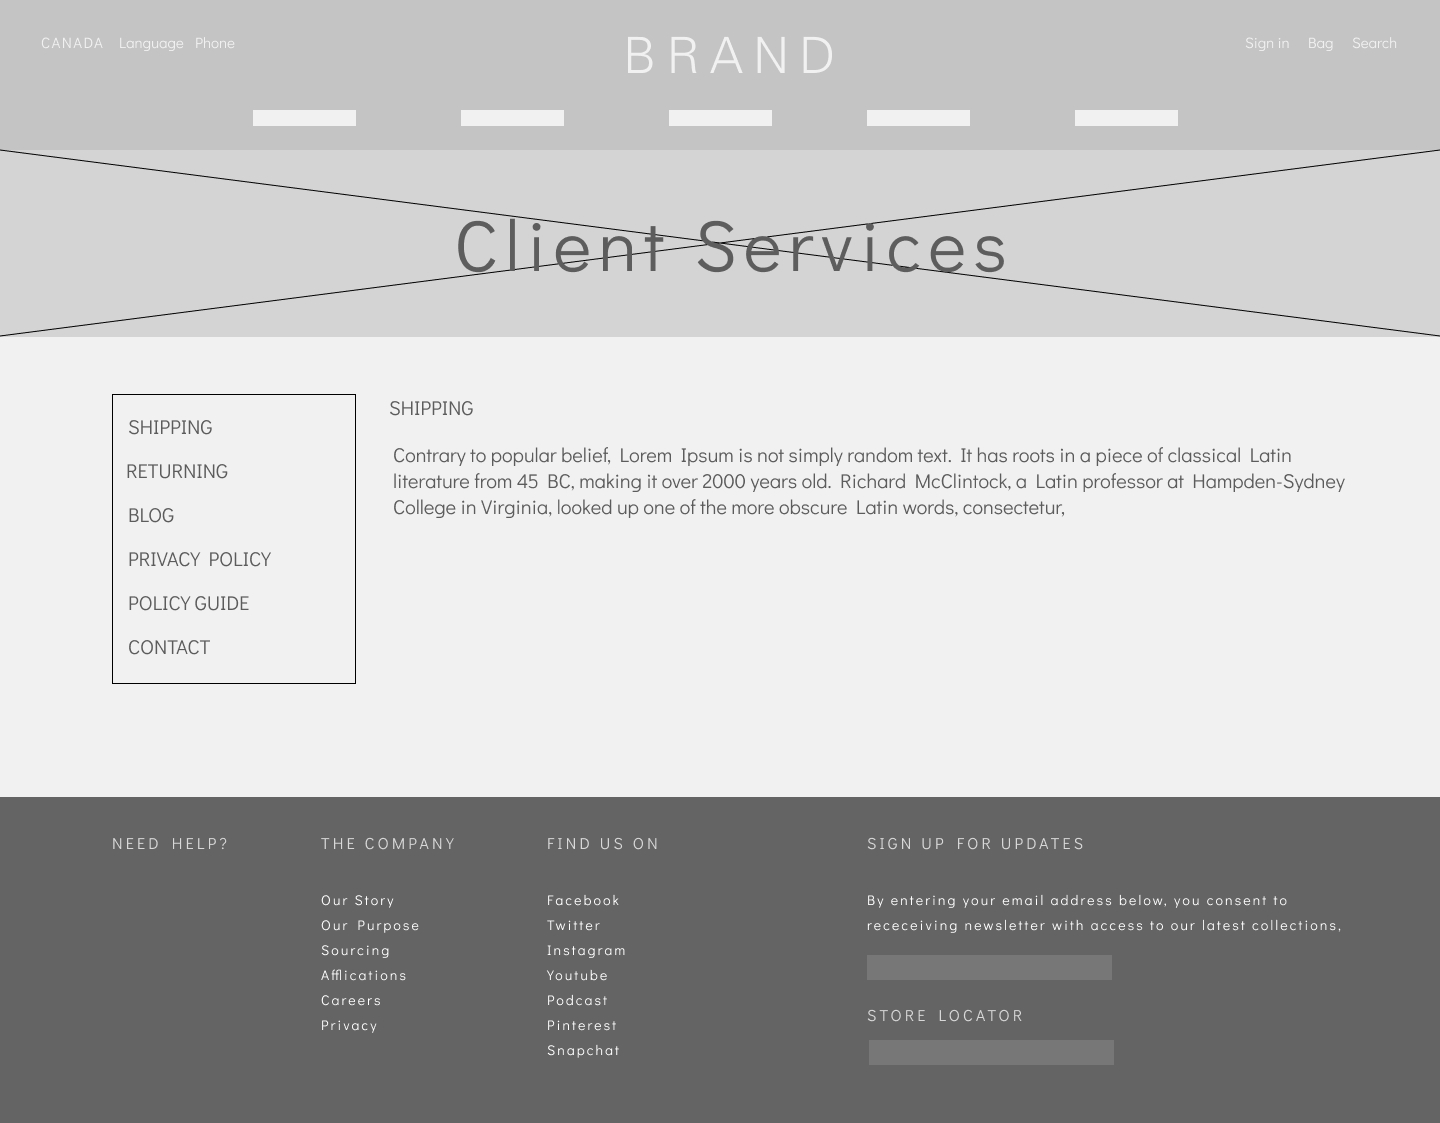 CANADA Language Phone
BRAND
Sign in Bag Search
Client Services
SHIPPING
RETURNING
BLOG
PRIVACY POLICY
POLICY GUIDE
CONTACT
SHIPPING
Contrary to popular belief, Lorem Ipsum is not simply random text. It has roots in a piece of classical Latin
literature from 45 BC, making it over 2000 years old. Richard McClintock, a Latin professor at Hampden-Sydney
College in Virginia, looked up one of the more obscure Latin words, consectetur,
NEED HELP?
THE COMPANY
Our Story
Our Purpose
Sourcing
Afflications
Careers
Privacy
FIND US ON
Facebook
Twitter
Instagram
Youtube
Podcast
Pinterest
Snapchat
SIGN UP FOR UPDATES
By entering your email address below, you consent to
receceiving newsletter with access to our latest collections,
STORE LOCATOR